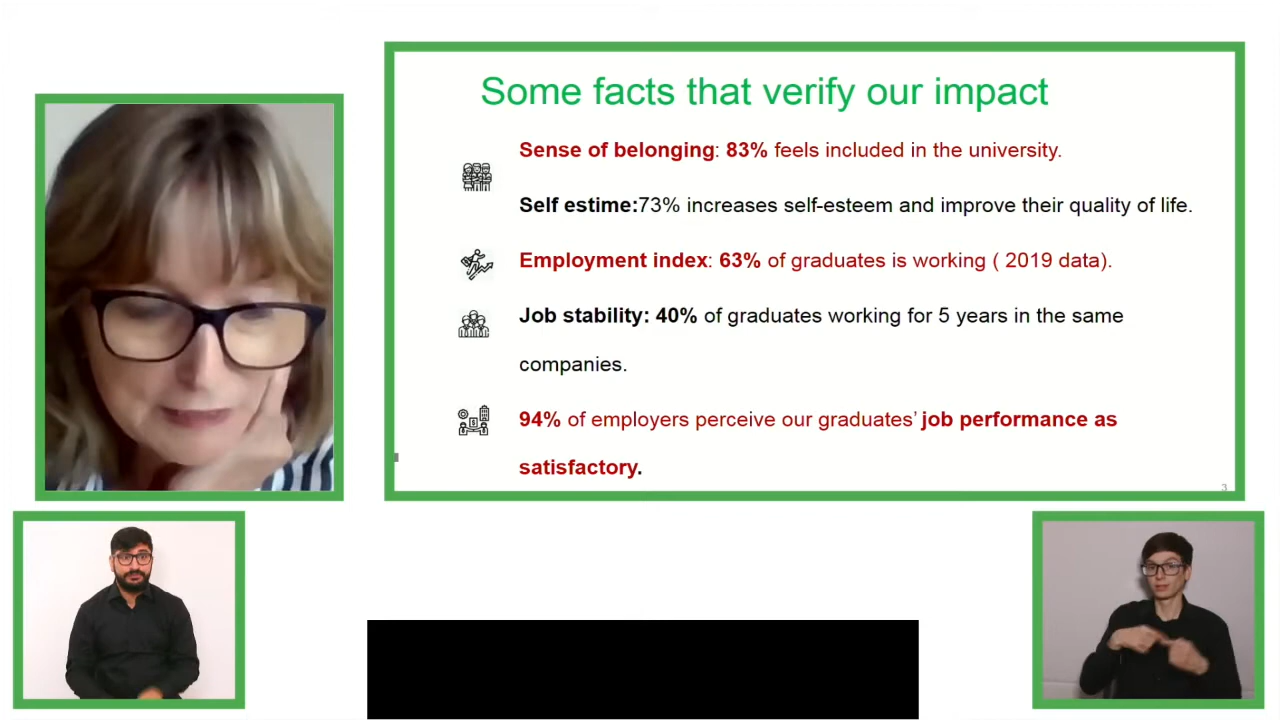 Some facts that verify our impact
Sense of belonging: 83% feels included in the university.
Self estime:73% increases self-esteem and improve their quality of life.
Employment index: 63% of graduates is working ( 2019 data).
Job stability: 40% of graduates working for 5 years in the same
companies.
94% of employers perceive our graduates’ job performance as
satisfactory.
3